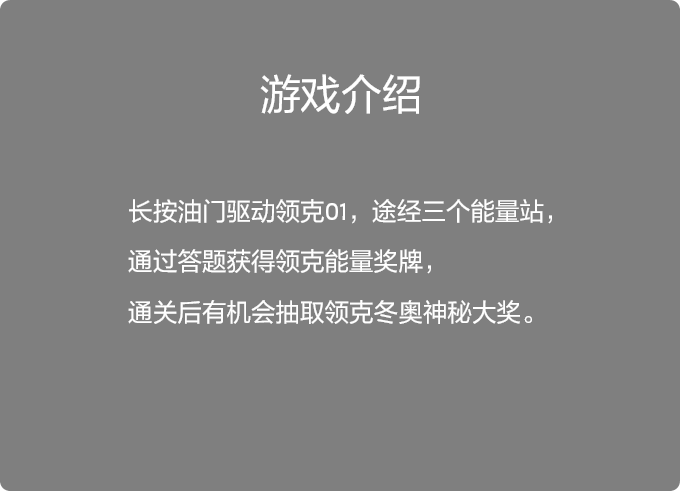 游戏介绍
长按油门驱动领克01，途经三个能量站，
通过答题获得领克能量奖牌，
通关后有机会抽取领克冬奥神秘大奖。